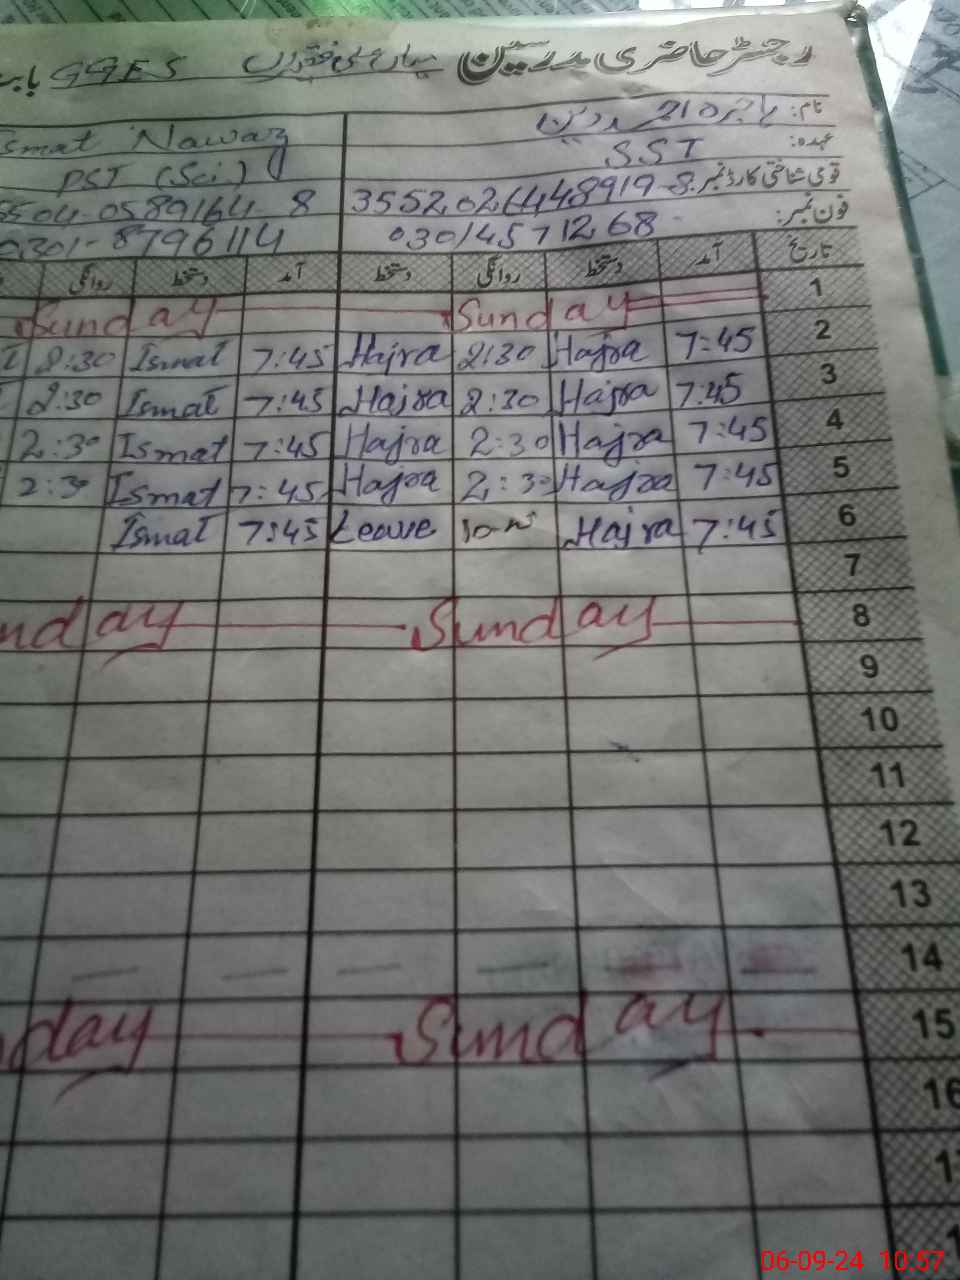 رجسٹر حاضری مدرسین GGES بابت
نام: ہاجرہ
Ismat Nawaz
عہدہ: SST
PST (Sci)
قومی شناختی کارڈ نمبر
0589164 8
فون نمبر: 03014571268
0301-8796114
تاریخ آمد دستخط روانگی دستخط آمد دستخط روانگی
1 Sunday Sunday
2 7:45 Hajra 2:30 Hajra 7:45 Ismat 2:30
3 7:45 Hajra 2:30 Hajra 7:45 Ismat 2:30
4 7:45 Hajra 2:30 Hajra 7:45 Ismat 2:30
5 7:45 Hajra 2:30 Hajra 7:45 Ismat 2:30
6 7:45 Hajra Leave 7:45 Ismat
7
8 Sunday Sunday
9
10
11
12
13
14
15 Sunday Sunday
16
06-09-24 10:57